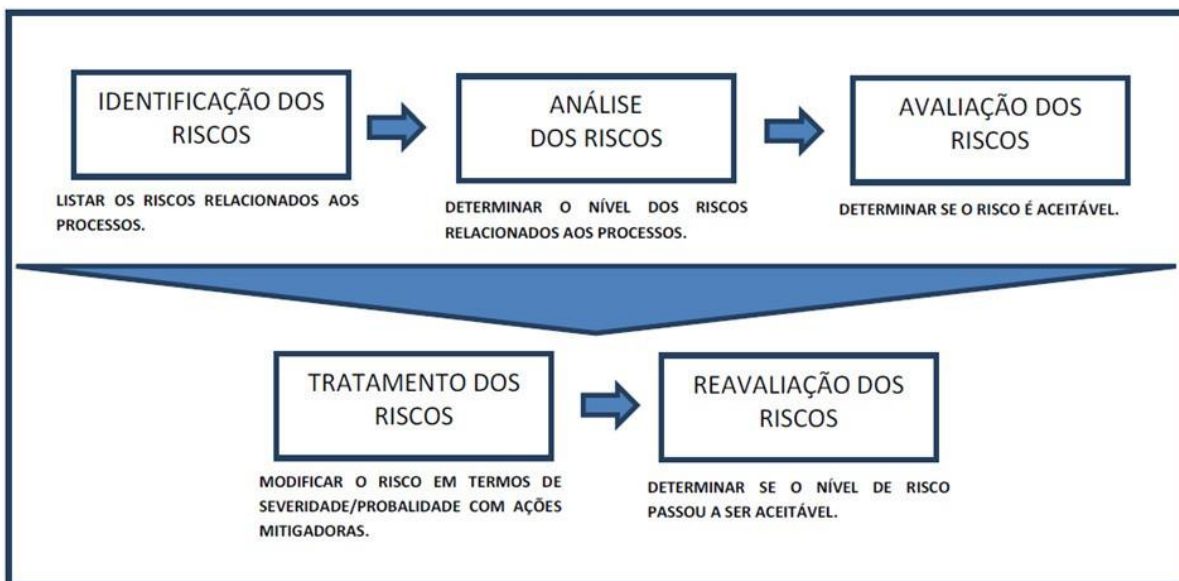 IDENTIFICAÇÃO DOS
RISCOS
LISTAR OS RISCOS RELACIONADOS AOS
PROCESSOS.
ANÁLISE
DOS RISCOS
DETERMINAR O NÍVEL DOS RISCOS
RELACIONADOS AOS PROCESSOS.
AVALIAÇÃO DOS
RISCOS
DETERMINAR SE O RISCO É ACEITÁVEL.
TRATAMENTO DOS
RISCOS
MODIFICAR O RISCO EM TERMOS DE
SEVERIDADE/PROBALIDADE COM AÇÕES
MITIGADORAS.
REAVALIAÇÃO DOS
RISCOS
DETERMINAR SE O NÍVEL DE RISCO
PASSOU A SER ACEITÁVEL.